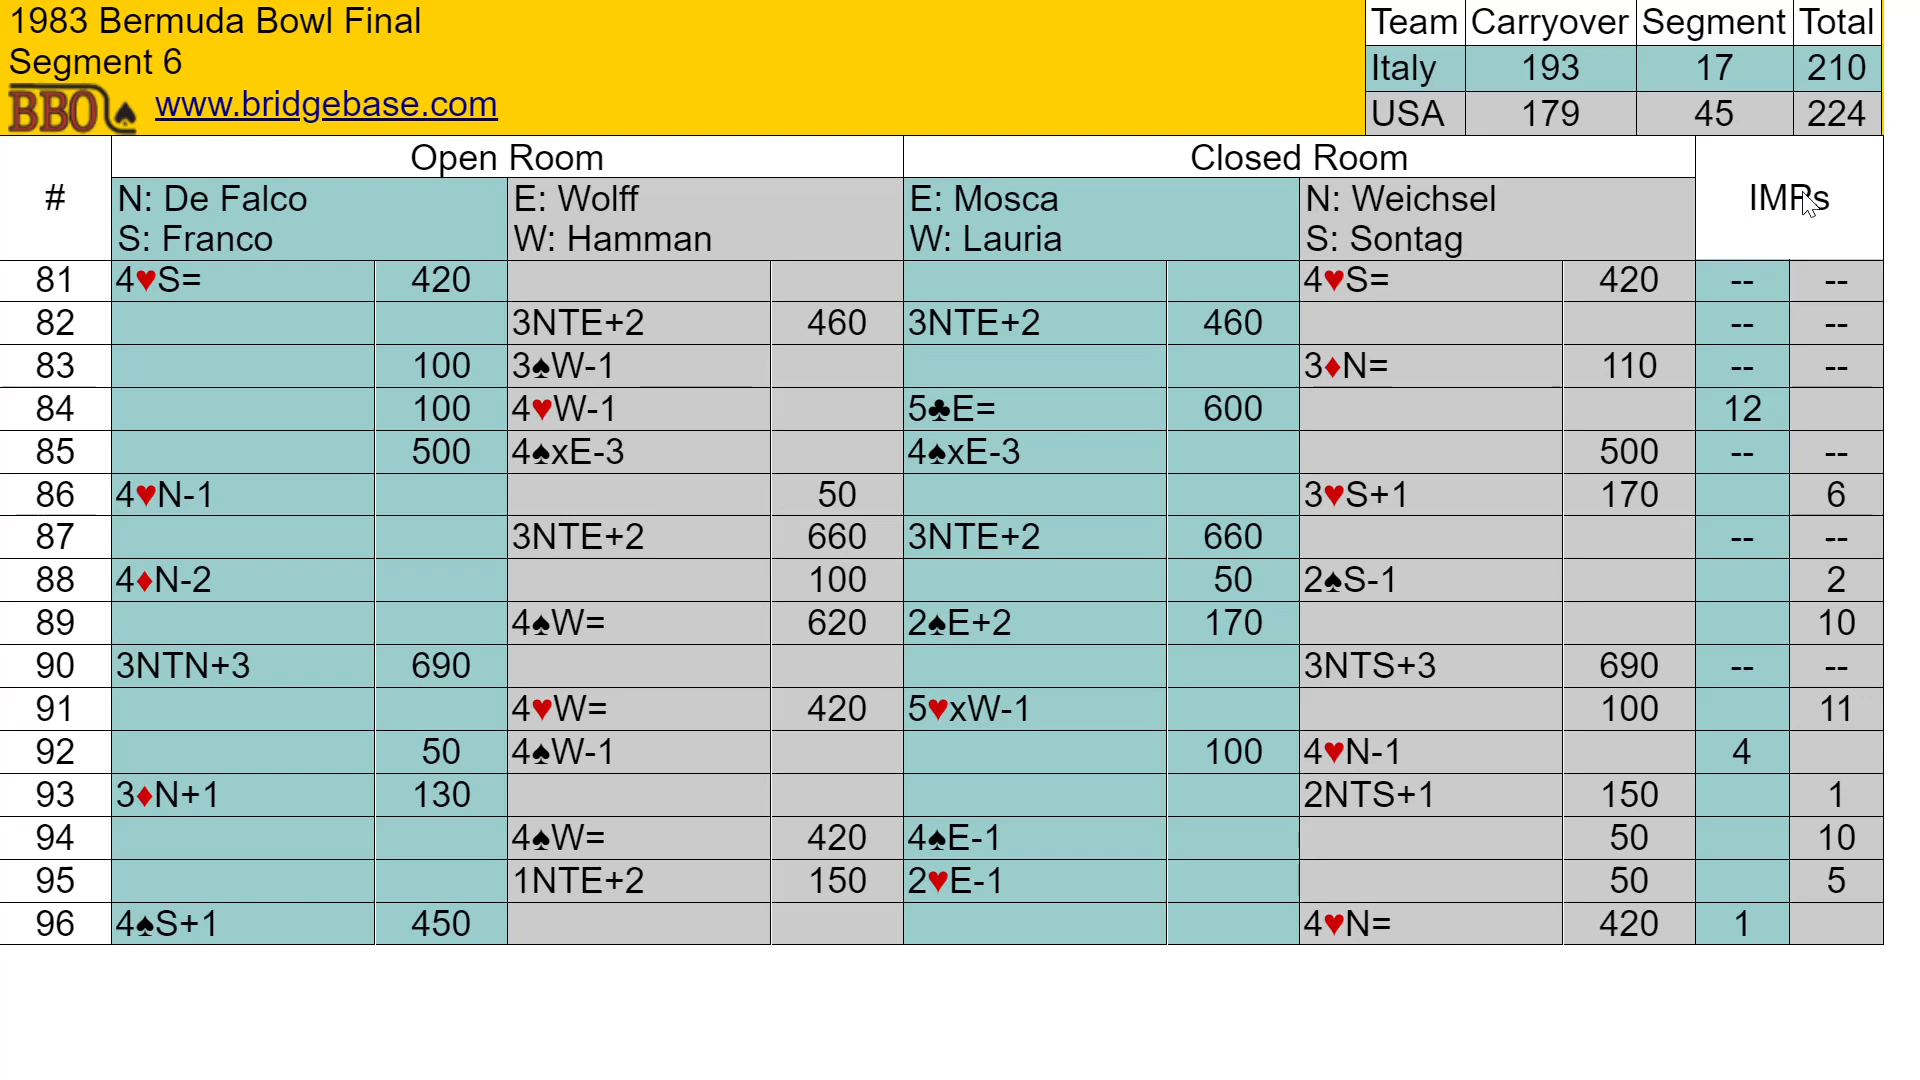 1983 Bermuda Bowl Final
Segment 6
BBO♠ www.bridgebase.com
Team Carryover Segment Total
Italy 193 17 210
USA 179 45 224
# Open Room Closed Room IMPs
N: De Falco E: Wolff E: Mosca N: Weichsel
S: Franco W: Hamman W: Lauria S: Sontag
81 4♥S= 420 4♥S= 420 -- --
82 3NTE+2 460 3NTE+2 460 -- --
83 100 3♠W-1 3♦N= 110 -- --
84 100 4♥W-1 5♣E= 600 12
85 500 4♠xE-3 4♠xE-3 500 -- --
86 4♥N-1 50 3♥S+1 170 6
87 3NTE+2 660 3NTE+2 660 -- --
88 4♦N-2 100 50 2♠S-1 2
89 4♠W= 620 2♠E+2 170 10
90 3NTN+3 690 3NTS+3 690 -- --
91 4♥W= 420 5♥xW-1 100 11
92 50 4♠W-1 100 4♥N-1 4
93 3♦N+1 130 2NTS+1 150 1
94 4♠W= 420 4♠E-1 50 10
95 1NTE+2 150 2♥E-1 50 5
96 4♠S+1 450 4♥N= 420 1